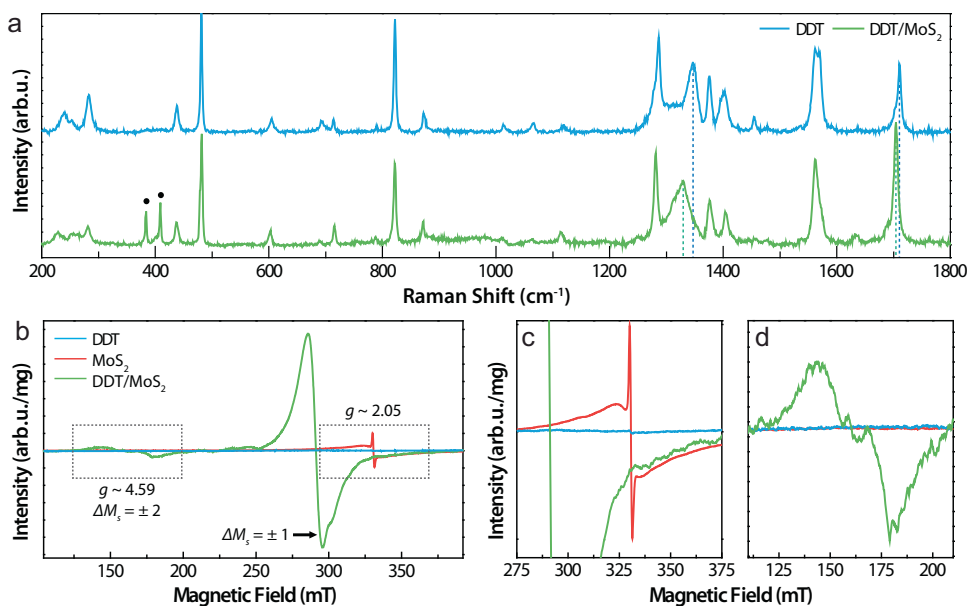 a
DDT
DDT/MoS₂
Intensity (arb.u.)
200
400
600
800
1000
1200
1400
1600
1800
Raman Shift (cm⁻¹)
b
DDT
MoS₂
DDT/MoS₂
Intensity (arb.u./mg)
g ~ 2.05
g ~ 4.59
ΔMₛ = ± 2
ΔMₛ = ± 1
150
200
250
300
350
Magnetic Field (mT)
c
Intensity (arb.u./mg)
275
300
325
350
375
Magnetic Field (mT)
d
Intensity (arb.u./mg)
125
150
175
200
Magnetic Field (mT)